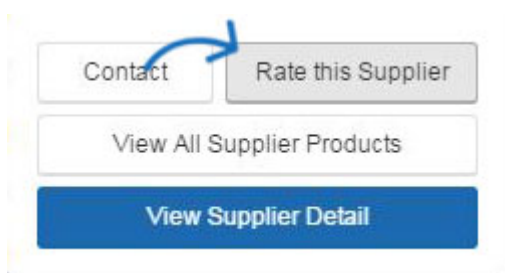 Contact Rate this Supplier
View All Supplier Products
View Supplier Detail